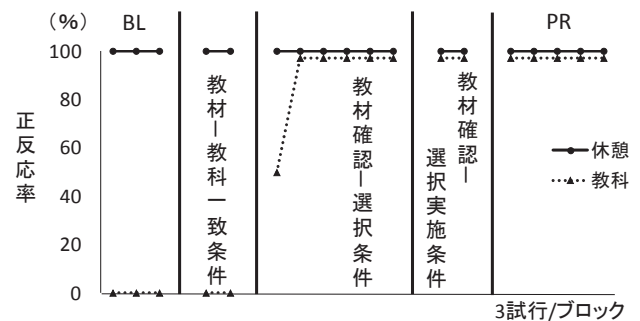 （%）
BL
PR
100
80
60
40
20
0
正反応率
教材ー教科一致条件
教材確認ー選択条件
教材確認ー
選択実施条件
休憩
教科
3試行/ブロック